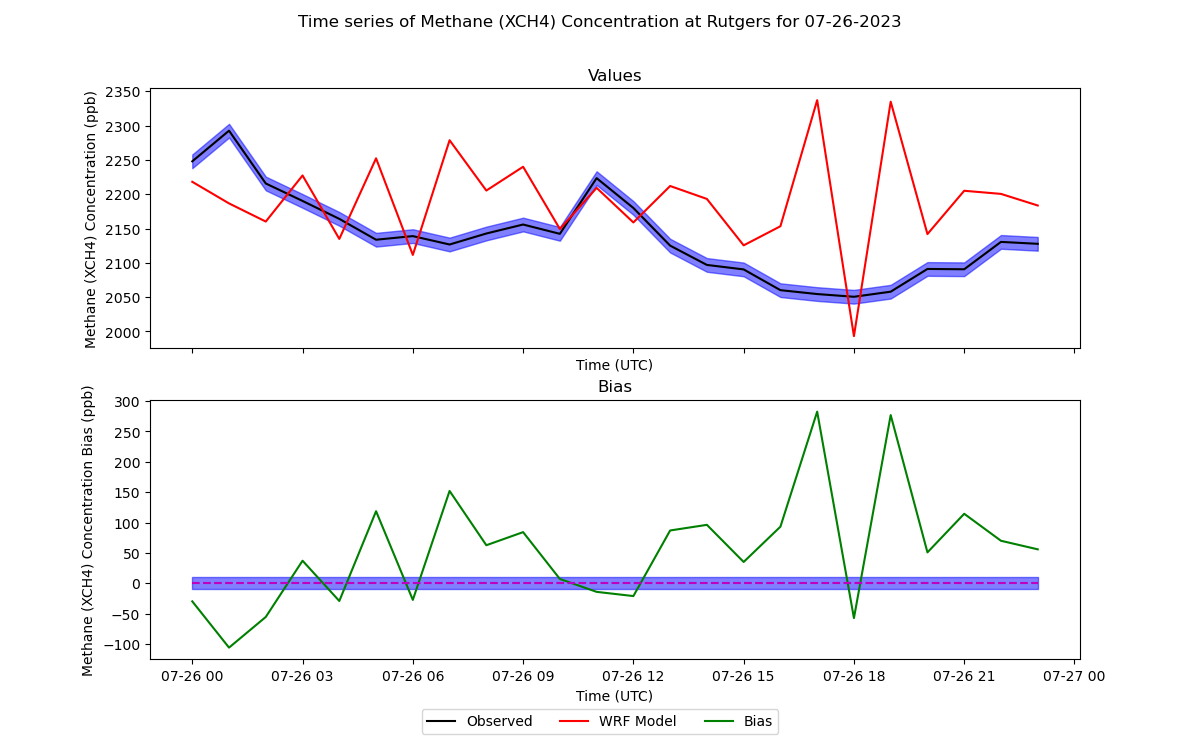 Time series of Methane (XCH4) Concentration at Rutgers for 07-26-2023
Values
Methane (XCH4) Concentration (ppb)
2350
2300
2250
2200
2150
2100
2050
2000
Time (UTC)
Bias
Methane (XCH4) Concentration Bias (ppb)
300
250
200
150
100
50
0
−50
−100
07-26 00 07-26 03 07-26 06 07-26 09 07-26 12 07-26 15 07-26 18 07-26 21 07-27 00
Time (UTC)
Observed WRF Model Bias